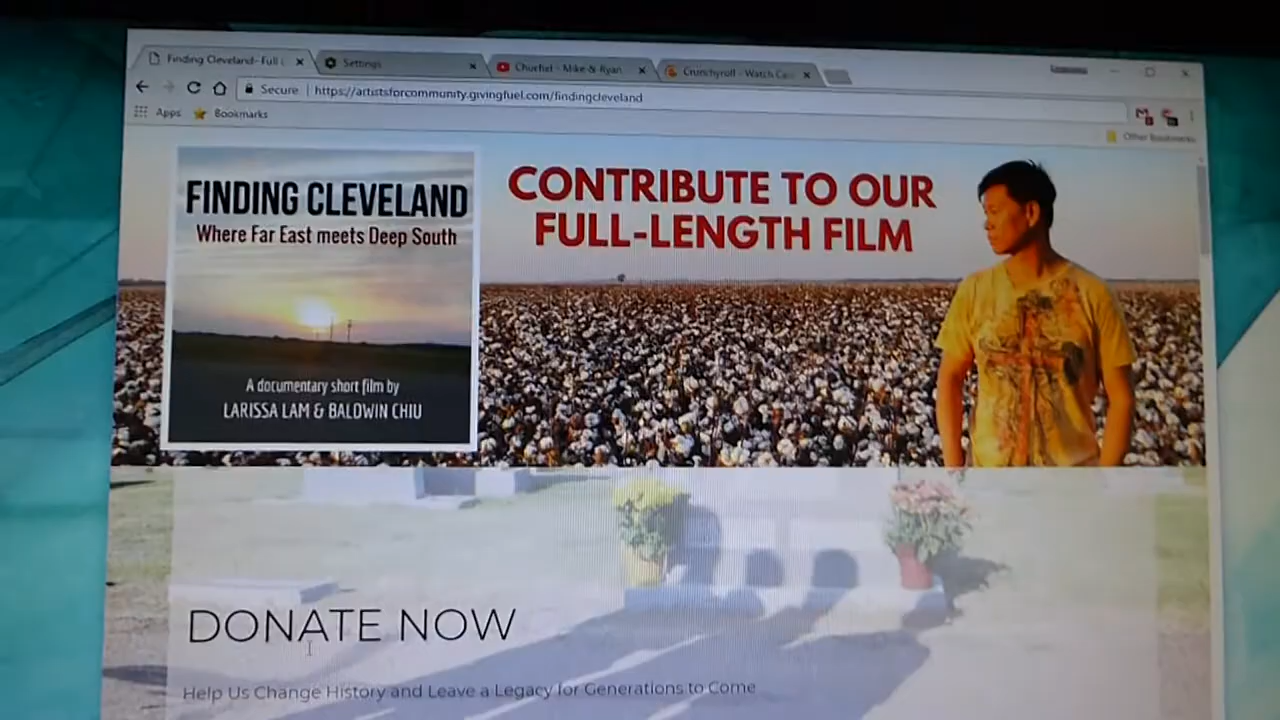 Finding Cleveland- Full
Settings
Chuchel - Mike & Ryan
Crunchyroll - Watch
Secure
https://artistsforcommunity.givingfuel.com/findingcleveland
Apps
Bookmarks
Other Bookmarks
FINDING CLEVELAND
Where Far East meets Deep South
A documentary short film by
LARISSA LAM & BALDWIN CHIU
CONTRIBUTE TO OUR
FULL-LENGTH FILM
DONATE NOW
Help Us Change History and Leave a Legacy for Generations to Come